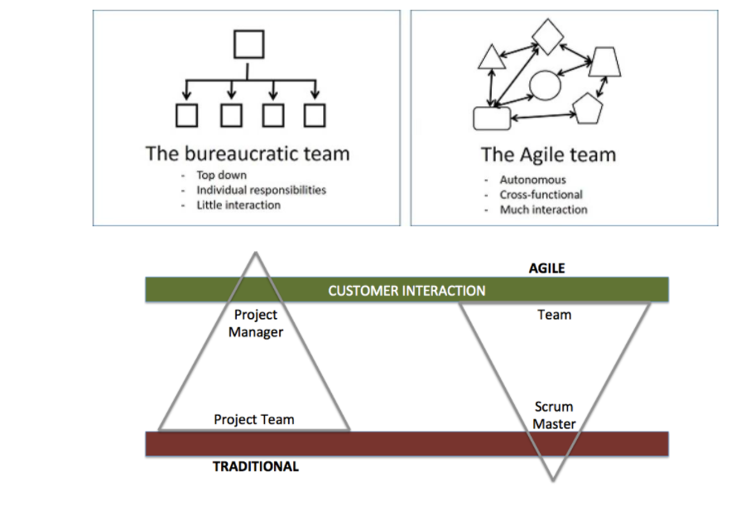 The bureaucratic team
- Top down
- Individual responsibilities
- Little interaction
The Agile team
- Autonomous
- Cross-functional
- Much interaction
AGILE
CUSTOMER INTERACTION
Project
Manager
Team
Project Team
Scrum
Master
TRADITIONAL